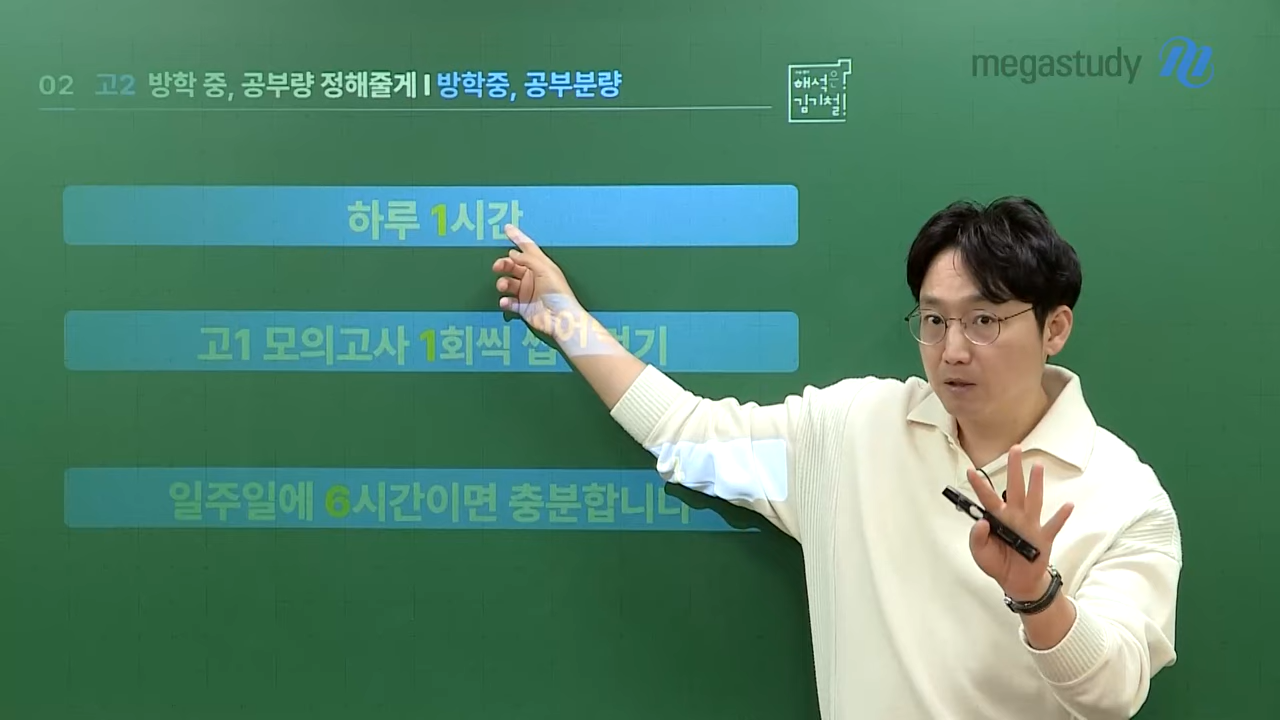 02 고2 방학 중, 공부량 정해줄게 I 방학중, 공부분량
해석은!
김기철!
megastudy
하루 1시간
고1 모의고사 1회씩
일주일에 6시간이면 충분합니다